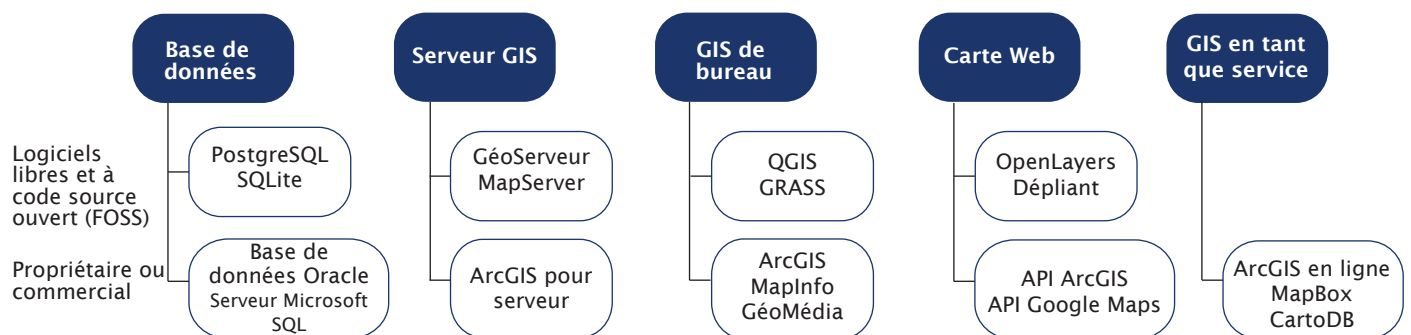 Base de
données
Serveur GIS
GIS de
bureau
Carte Web
GIS en tant
que service
Logiciels
libres et à
code source
ouvert (FOSS)
PostgreSQL
SQLite
GéoServeur
MapServer
QGIS
GRASS
OpenLayers
Dépliant
Propriétaire ou
commercial
Base de
données Oracle
Serveur Microsoft
SQL
ArcGIS pour
serveur
ArcGIS
MapInfo
GéoMédia
API ArcGIS
API Google Maps
ArcGIS en ligne
MapBox
CartoDB